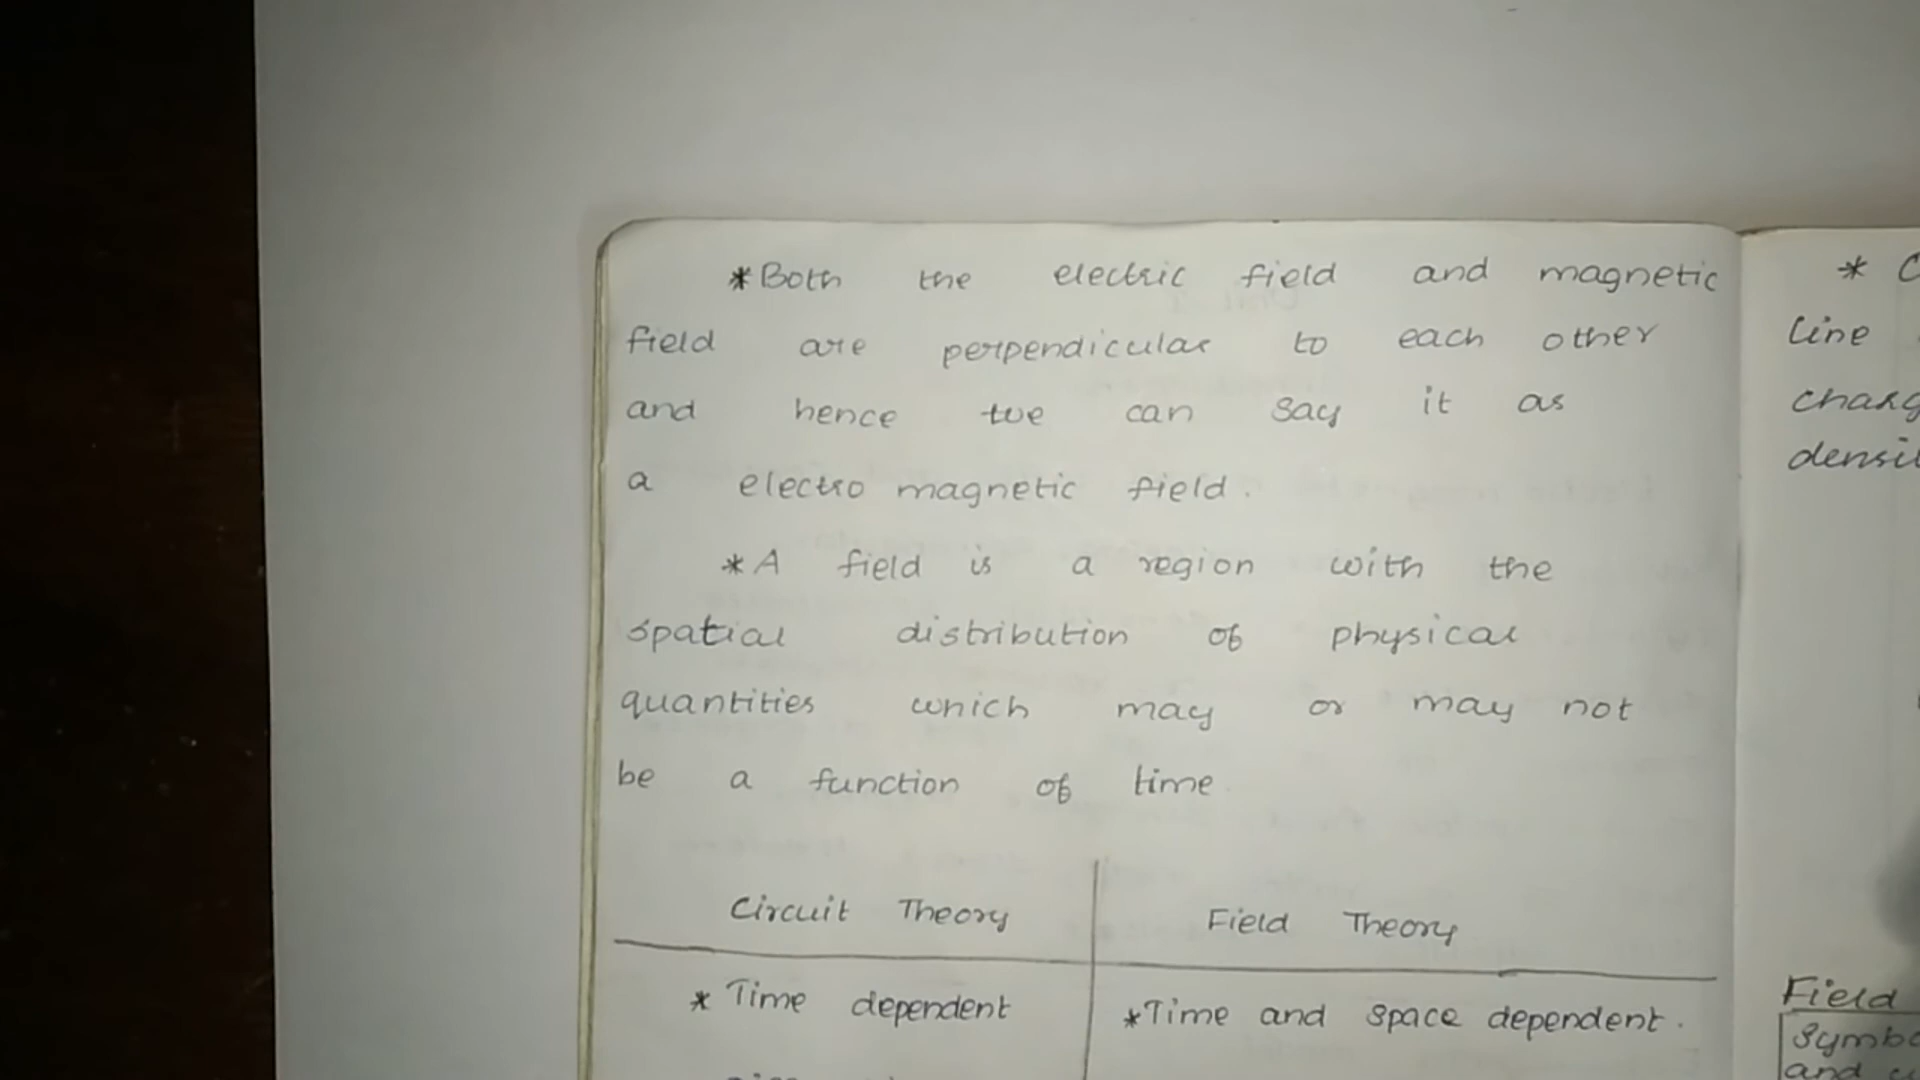 *Both the electric field and magnetic
field are perpendicular to each other
and hence we can say it as
a electro magnetic field.
*A field is a region with the
spatial distribution of physical
quantities which may or may not
be a function of time
Circuit Theory Field Theory
* Time dependent *Time and space dependent.
*
line
Field
and